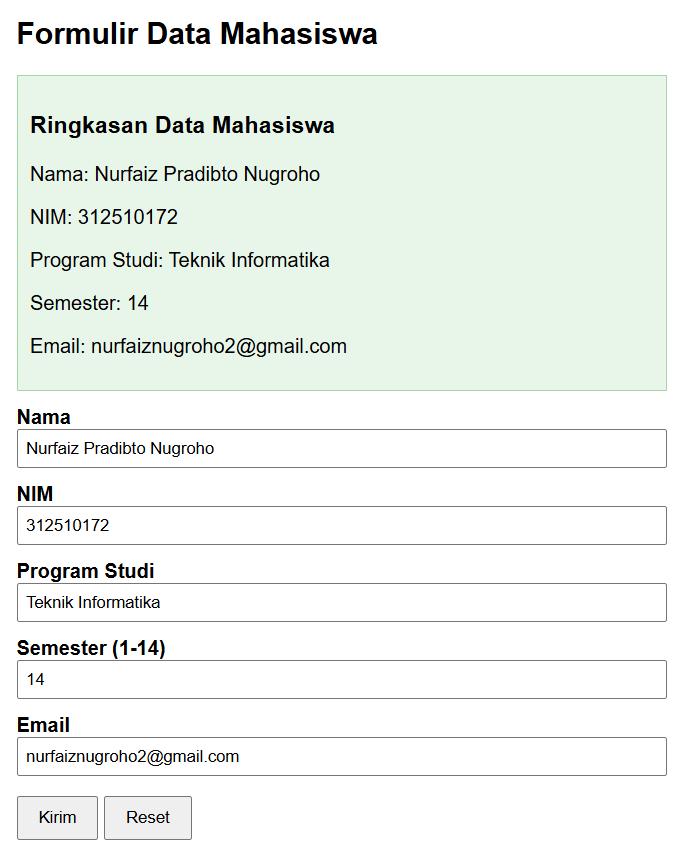 Formulir Data Mahasiswa
Ringkasan Data Mahasiswa
Nama: Nurfaiz Pradibto Nugroho
NIM: 312510172
Program Studi: Teknik Informatika
Semester: 14
Email: nurfaiznugroho2@gmail.com
Nama
Nurfaiz Pradibto Nugroho
NIM
312510172
Program Studi
Teknik Informatika
Semester (1-14)
14
Email
nurfaiznugroho2@gmail.com
Kirim Reset